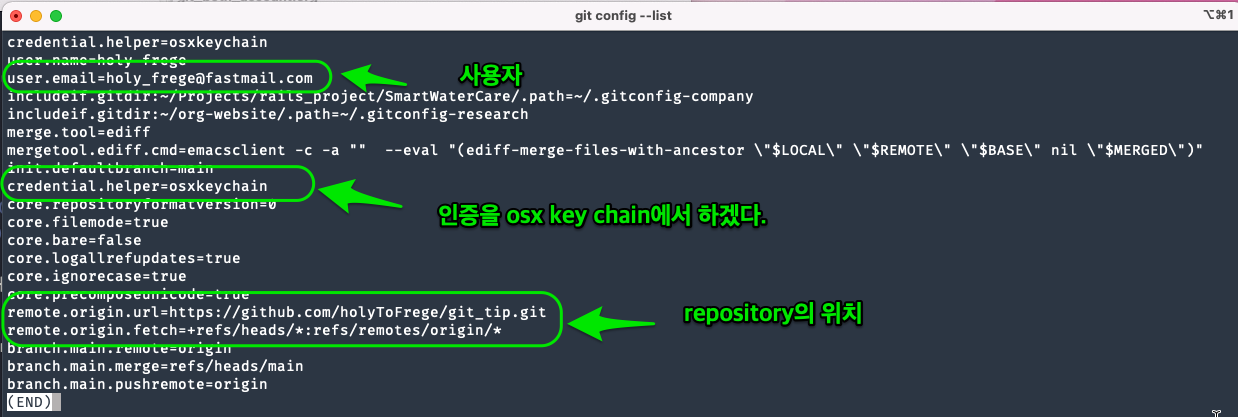 git config --list
⌥⌘1
credential.helper=osxkeychain
user.name=holy frege
user.email=holy_frege@fastmail.com
사용자
includeif.gitdir:~/Projects/rails_project/SmartWaterCare/.path=~/.gitconfig-company
includeif.gitdir:~/org-website/.path=~/.gitconfig-research
merge.tool=ediff
mergetool.ediff.cmd=emacsclient -c -a ""  --eval "(ediff-merge-files-with-ancestor \"$LOCAL\" \"$REMOTE\" \"$BASE\" nil \"$MERGED\")"
init.defaultbranch=main
credential.helper=osxkeychain
core.repositoryformatversion=0
인증을 osx key chain에서 하겠다.
core.filemode=true
core.bare=false
core.logallrefupdates=true
core.ignorecase=true
core.precomposeunicode=true
remote.origin.url=https://github.com/holyToFrege/git_tip.git
repository의 위치
remote.origin.fetch=+refs/heads/*:refs/remotes/origin/*
branch.main.remote=origin
branch.main.merge=refs/heads/main
branch.main.pushremote=origin
(END)